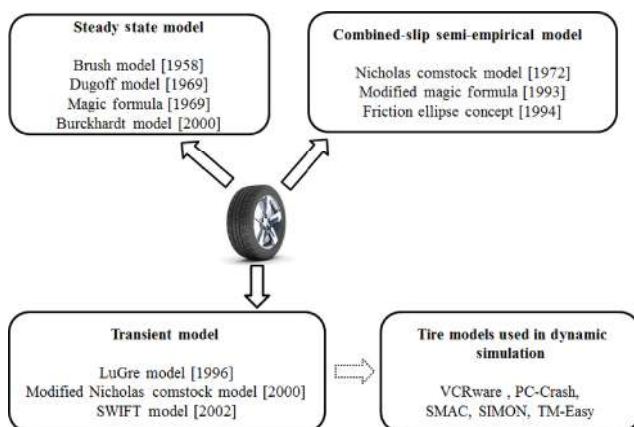 Steady state model
Brush model [1958]
Dugoff model [1969]
Magic formula [1969]
Burckhardt model [2000]
Combined-slip semi-empirical model
Nicholas comstock model [1972]
Modified magic formula [1993]
Friction ellipse concept [1994]
Transient model
LuGre model [1996]
Modified Nicholas comstock model [2000]
SWIFT model [2002]
Tire models used in dynamic
simulation
VCRware , PC-Crash,
SMAC, SIMON, TM-Easy